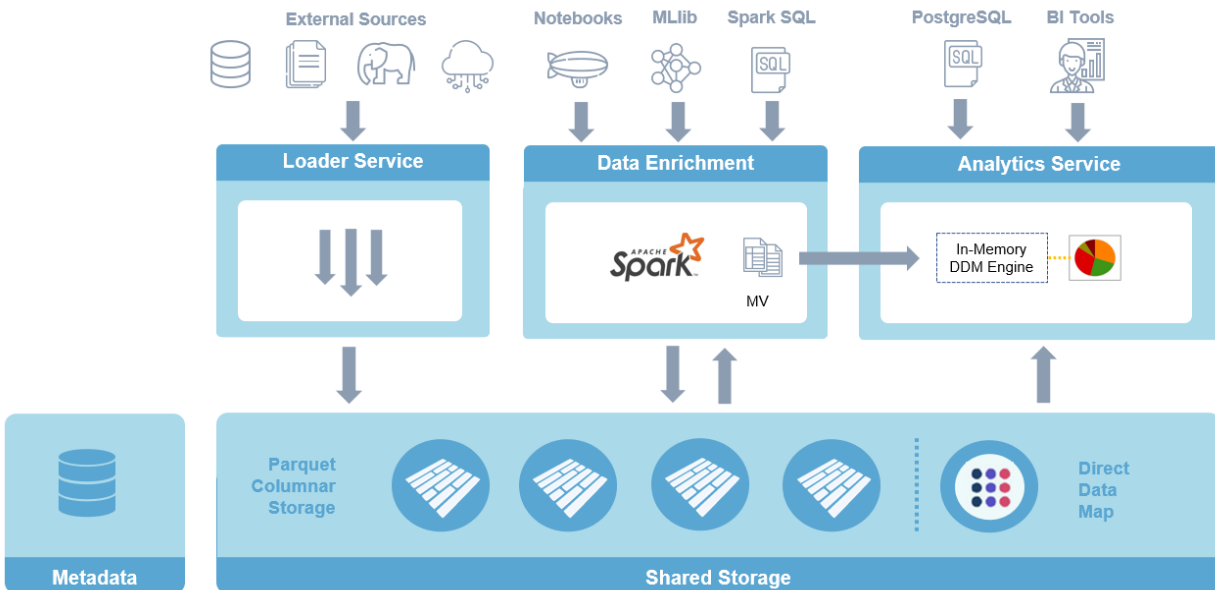 External Sources
Notebooks
MLlib
Spark SQL
PostgreSQL
BI Tools
SQL
SQL
Loader Service
Data Enrichment
Analytics Service
APACHE
Spark™
MV
In-Memory
DDM Engine
Parquet
Columnar
Storage
Direct
Data
Map
Metadata
Shared Storage